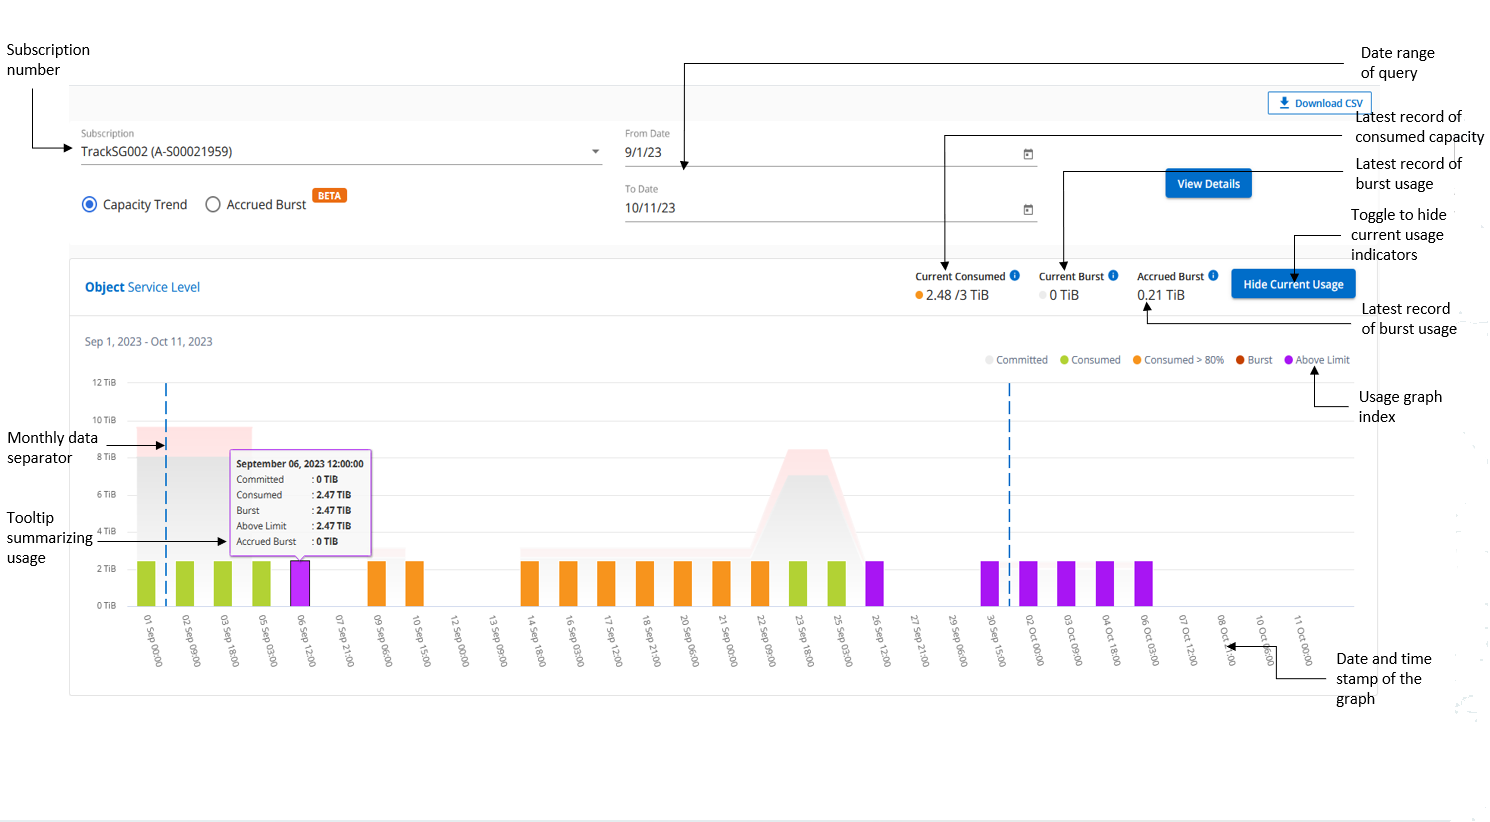 Subscription
number
Date range
of query
Download CSV
Latest record of
consumed capacity
Subscription
TrackSG002 (A-S00021959)
From Date
9/1/23
Latest record of
burst usage
View Details
Capacity Trend
Accrued Burst
BETA
To Date
10/11/23
Toggle to hide
current usage
indicators
Object Service Level
Current Consumed
2.48 /3 TiB
Current Burst
0 TiB
Accrued Burst
0.21 TiB
Hide Current Usage
Latest record
of burst usage
Sep 1, 2023 - Oct 11, 2023
Committed
Consumed
Consumed > 80%
Burst
Above Limit
Usage graph
index
12 TiB
10 TiB
8 TiB
6 TiB
4 TiB
2 TiB
0 TiB
Monthly data
separator
September 06, 2023 12:00:00
Committed : 0 TIB
Consumed : 2.47 TIB
Burst : 2.47 TIB
Above Limit : 2.47 TIB
Accrued Burst : 0 TIB
Tooltip
summarizing
usage
01 Sep 00:00
02 Sep 09:00
03 Sep 18:00
05 Sep 03:00
06 Sep 12:00
07 Sep 21:00
09 Sep 06:00
10 Sep 15:00
12 Sep 00:00
13 Sep 09:00
14 Sep 18:00
16 Sep 03:00
17 Sep 12:00
18 Sep 21:00
20 Sep 06:00
21 Sep 00:00
22 Sep 09:00
23 Sep 18:00
25 Sep 03:00
26 Sep 12:00
27 Sep 21:00
29 Sep 06:00
30 Sep 15:00
02 Oct 00:00
03 Oct 09:00
04 Oct 18:00
06 Oct 03:00
07 Oct 12:00
08 Oct 21:00
10 Oct 06:00
11 Oct 00:00
Date and time
stamp of the
graph